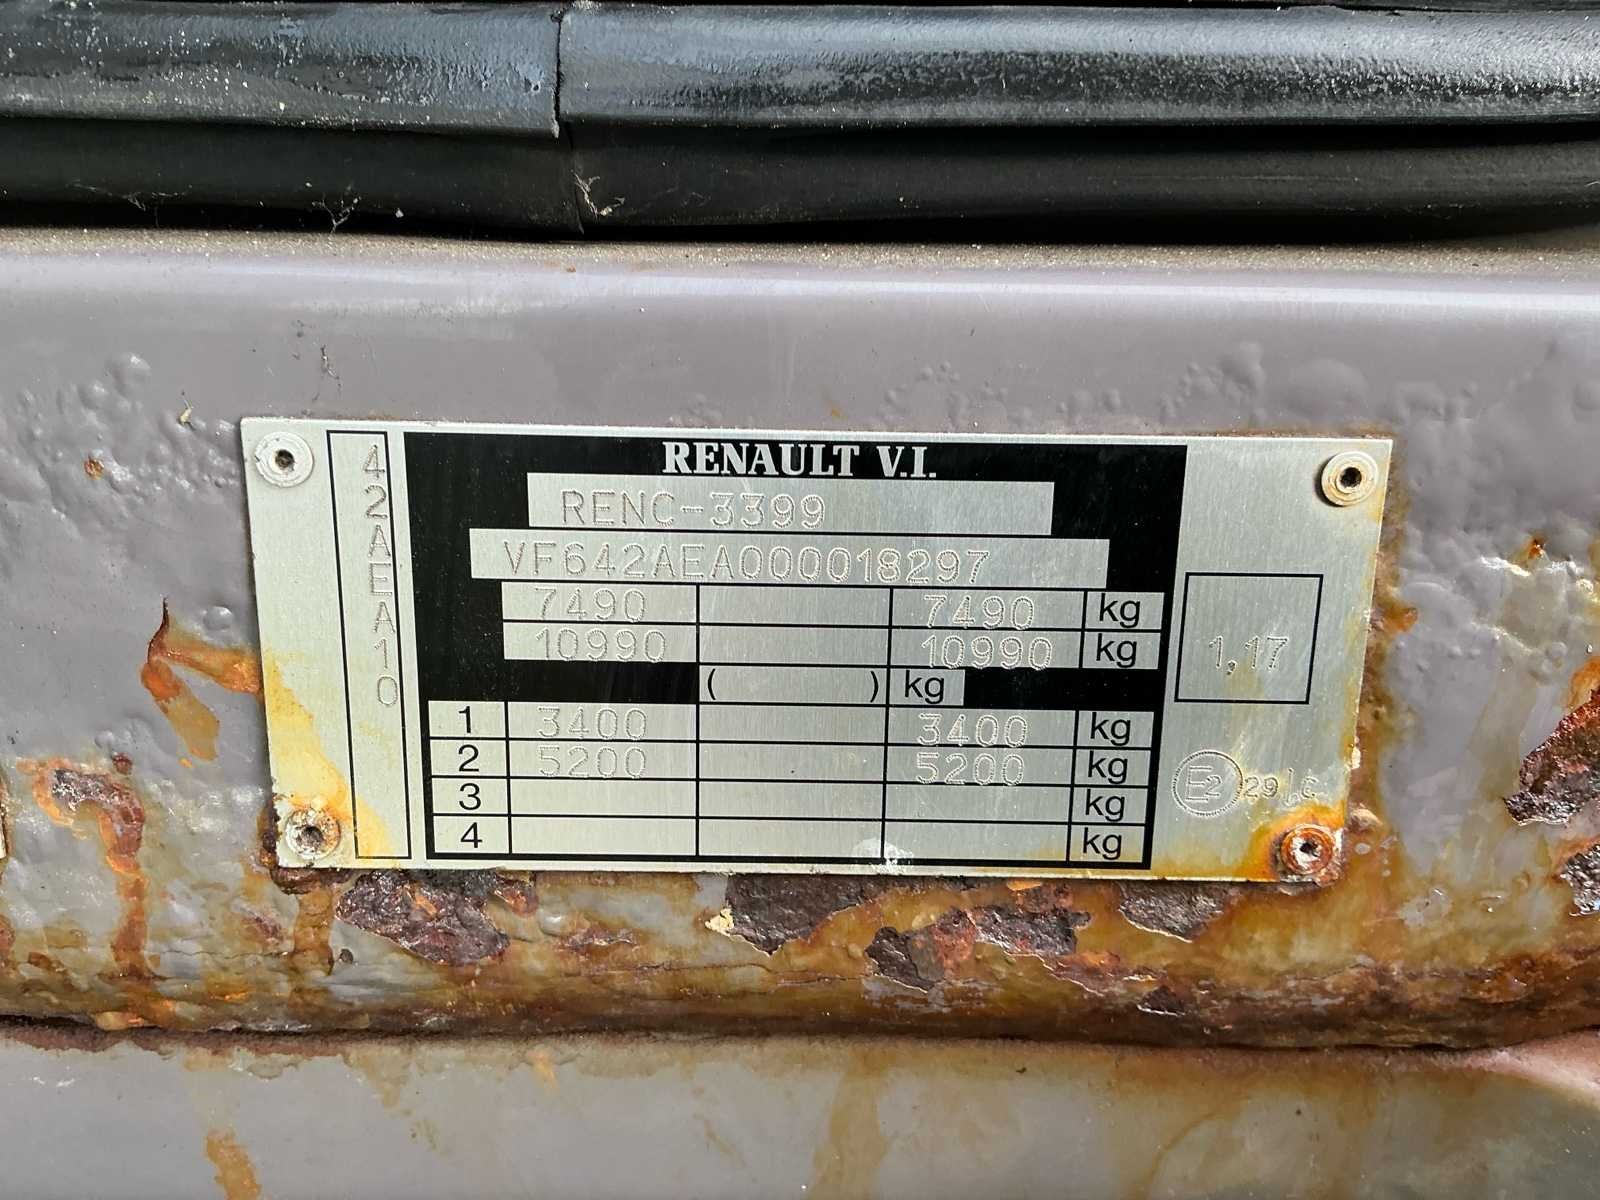 42AEA10
RENAULT V.I.
RENC-3399
VF642AEA000018297
7490 7490 kg
10990 10990 kg
( ) kg
1 3400 3400 kg
2 5200 5200 kg
3 kg
4 kg
1,17
E2 29